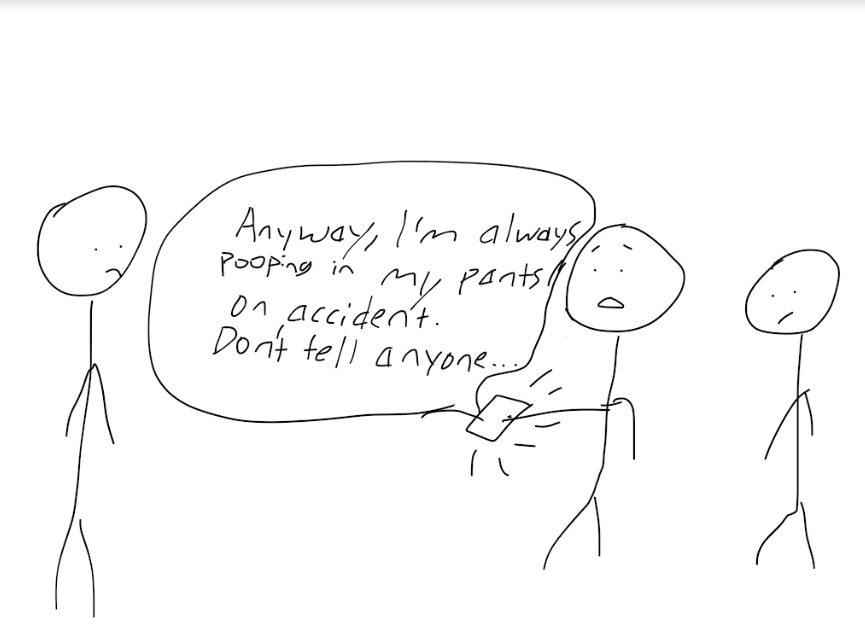 Anyway, I'm always
pooping in my pants
on accident.
Don't tell anyone...